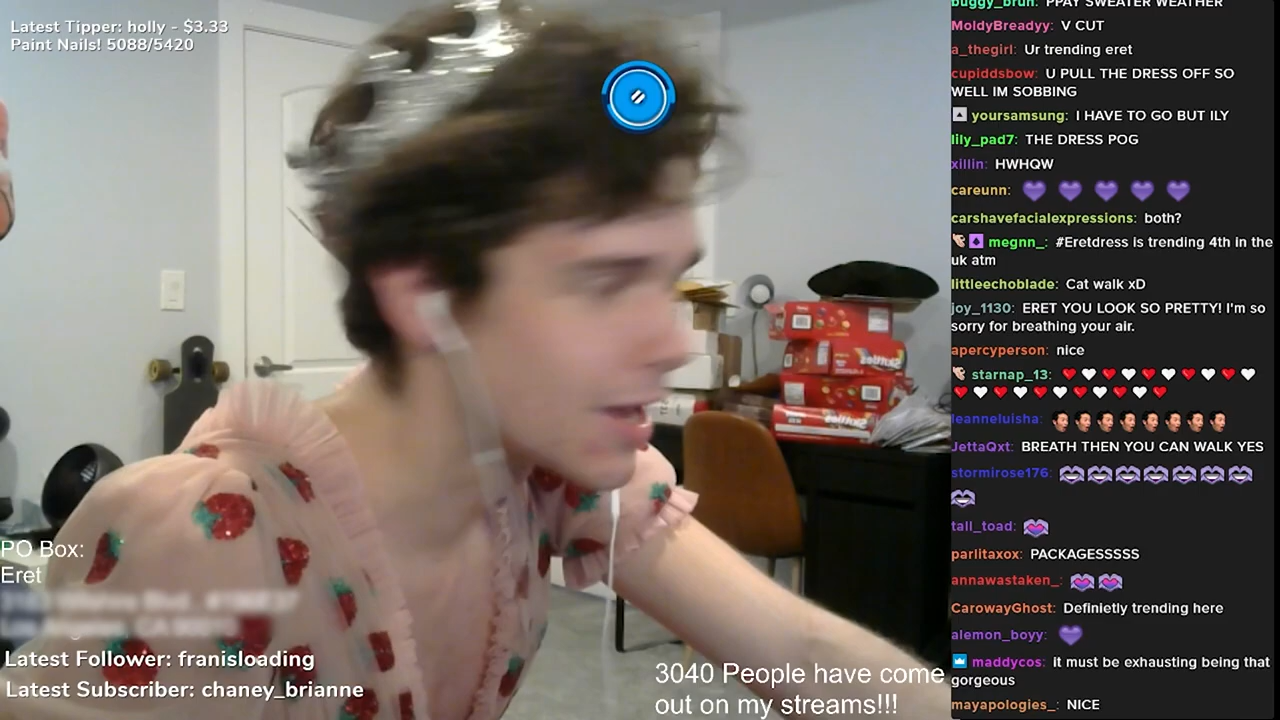 Latest Tipper: holly - $3.33
Paint Nails! 5088/5420
PO Box:
Eret
Latest Follower: franisloading
Latest Subscriber: chaney_brianne
3040 People have come
out on my streams!!!
buggy_bruh: PPAY SWEATER WEATHER
MoldyBreadyy: V CUT
a_thegirl: Ur trending eret
cupiddsbow: U PULL THE DRESS OFF SO
WELL IM SOBBING
yoursamsung: I HAVE TO GO BUT ILY
lily_pad7: THE DRESS POG
xillin: HWHQW
careunn:
carshavefacialexpressions: both?
megnn_: #Eretdress is trending 4th in the
uk atm
littleechoblade: Cat walk xD
joy_1130: ERET YOU LOOK SO PRETTY! I'm so
sorry for breathing your air.
apercyperson: nice
starnap_13:
leanneluisha:
JettaQxt: BREATH THEN YOU CAN WALK YES
stormirose176:
tall_toad:
parlitaxox: PACKAGESSSSS
annawastaken_:
CarowayGhost: Definietly trending here
alemon_boyy:
maddycos: it must be exhausting being that
gorgeous
mayapologies_: NICE